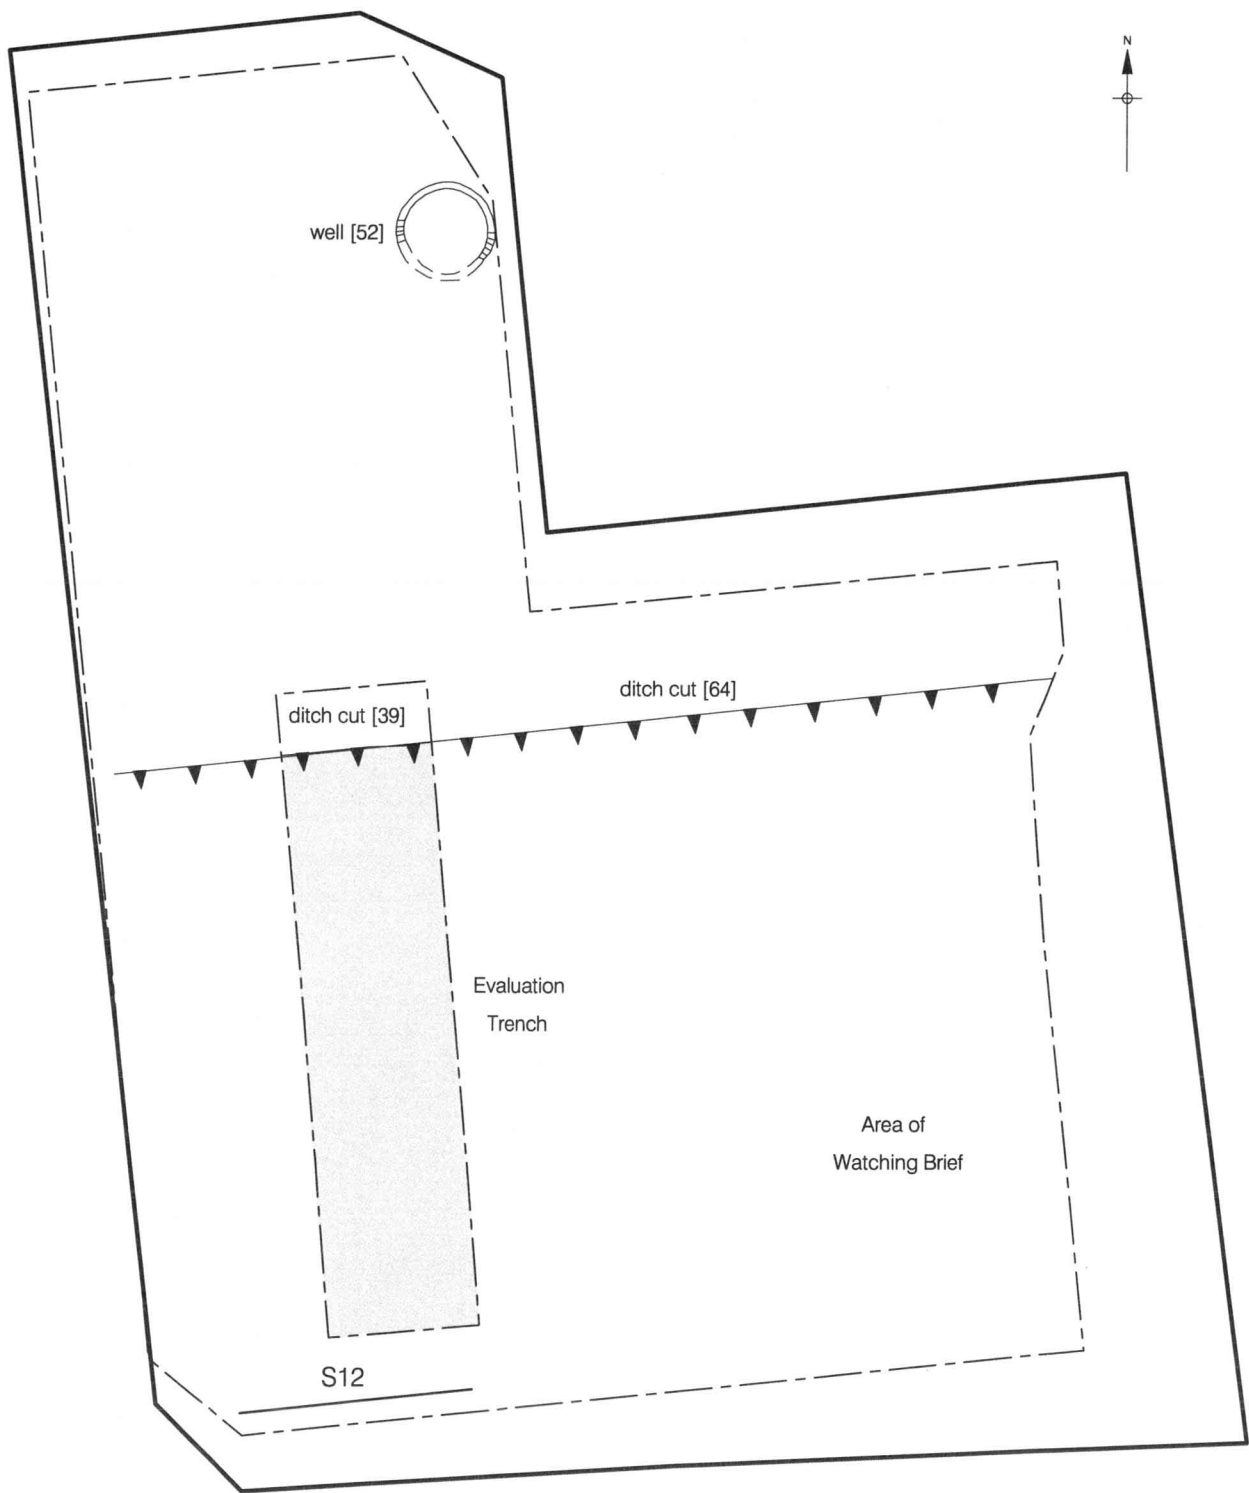 N
well [52]
ditch cut [64]
ditch cut [39]
Evaluation
Trench
Area of
Watching Brief
S12